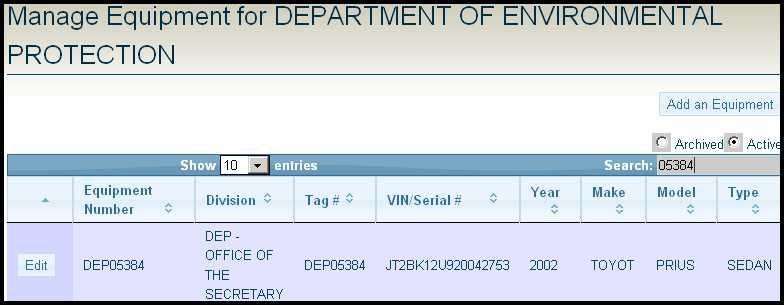 Manage Equipment for DEPARTMENT OF ENVIRONMENTAL
PROTECTION
Add an Equipment
Archived Active
Show 10 entries Search: 05384
Equipment Number Division Tag # VIN/Serial # Year Make Model Type
Edit DEP05384 DEP - OFFICE OF THE SECRETARY DEP05384 JT2BK12U920042753 2002 TOYOT PRIUS SEDAN